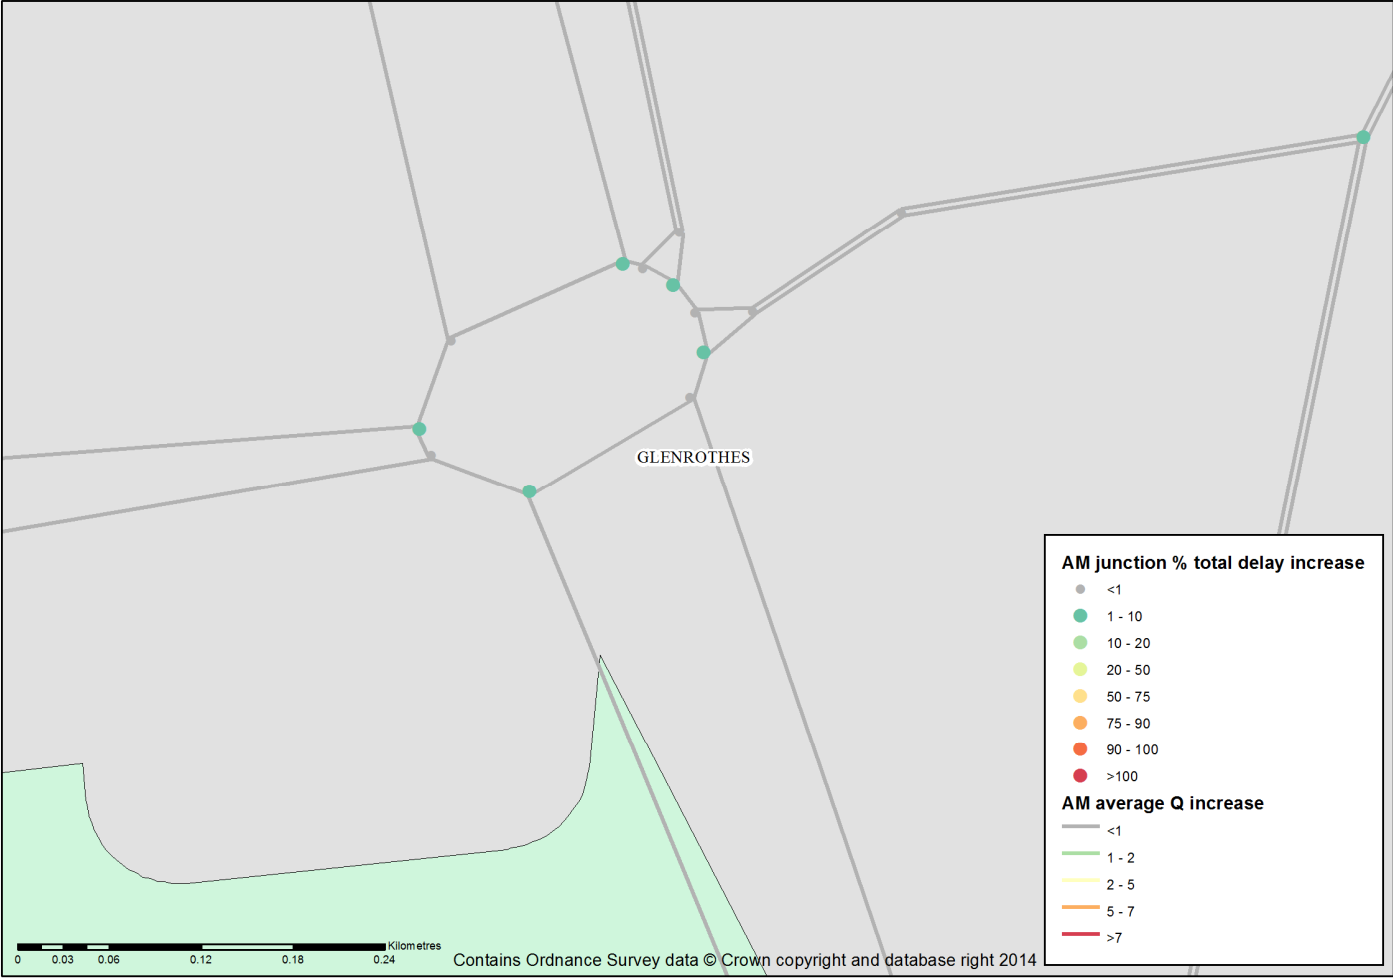 GLENROTHES
AM junction % total delay increase
<1
1 - 10
10 - 20
20 - 50
50 - 75
75 - 90
90 - 100
>100
AM average Q increase
<1
1 - 2
2 - 5
5 - 7
>7
Kilometres
0 0.03 0.06 0.12 0.18 0.24
Contains Ordnance Survey data © Crown copyright and database right 2014